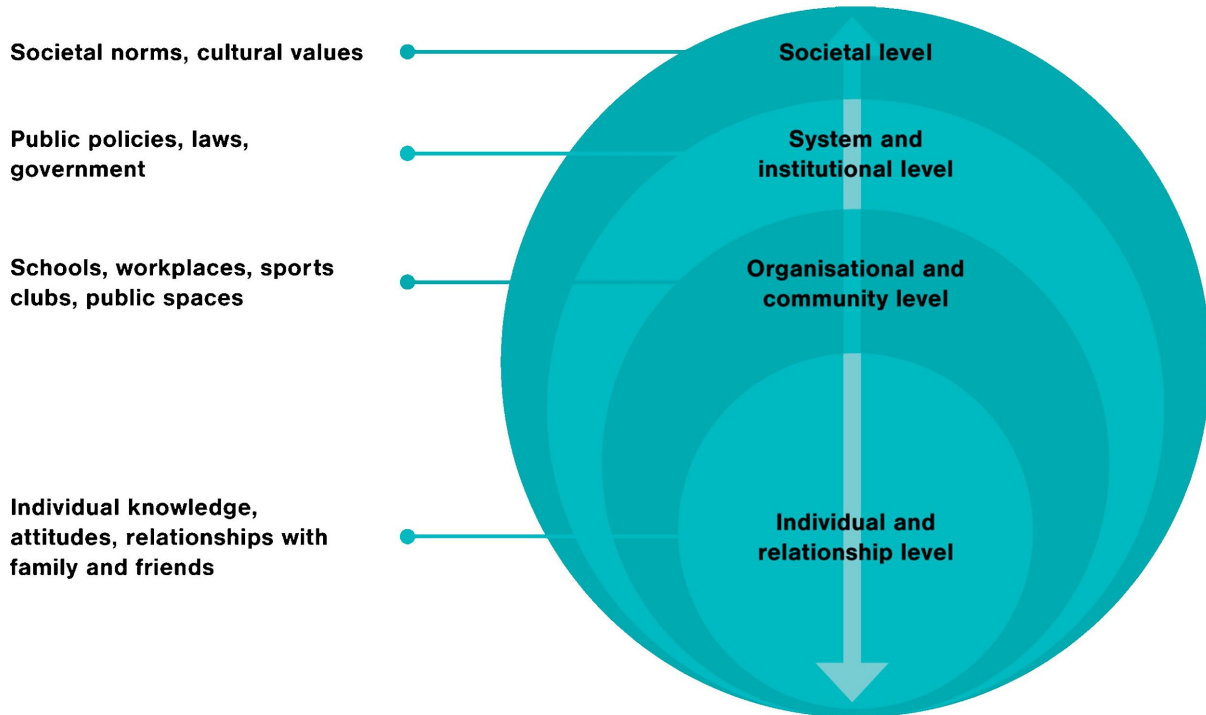 Societal norms, cultural values
Societal level
Public policies, laws,
government
System and
institutional level
Schools, workplaces, sports
clubs, public spaces
Organisational and
community level
Individual knowledge,
attitudes, relationships with
family and friends
Individual and
relationship level